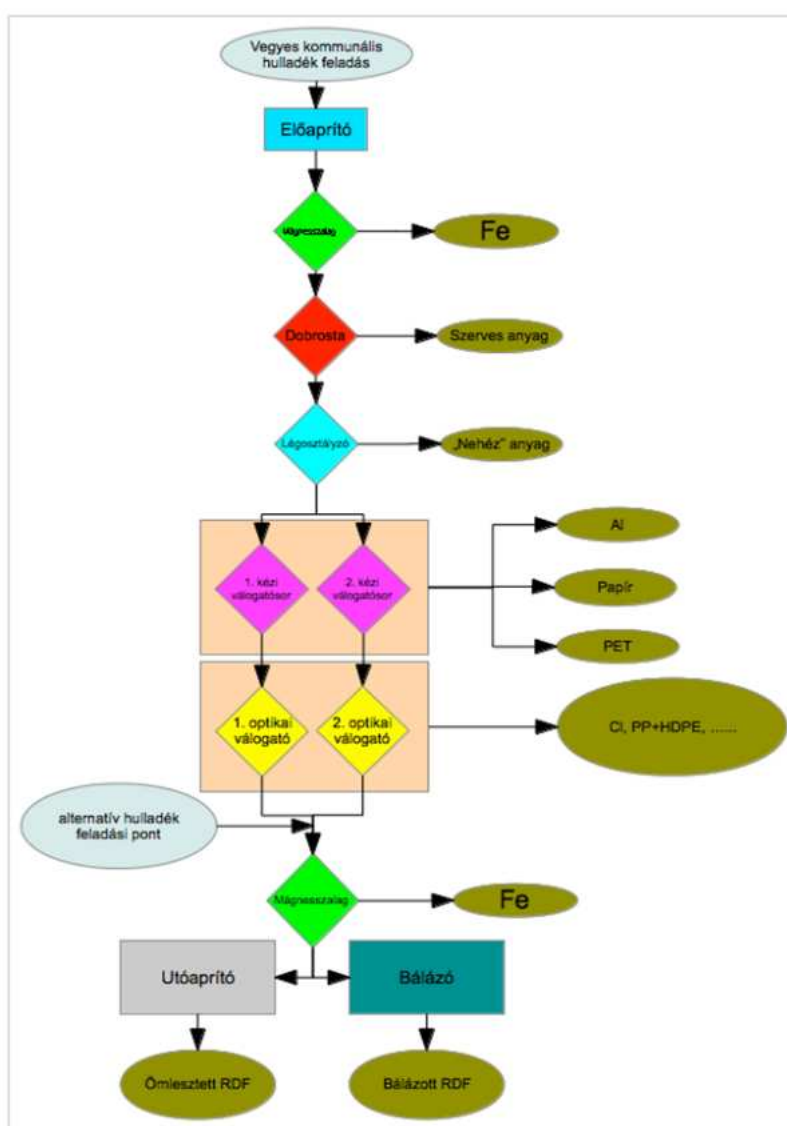 Vegyes kommunális
hulladék feladás
Előaprító
Fe
Dobrosta
Szerves anyag
Légosztályzó
„Nehéz" anyag
Al
1. kézi
válogatósor
2. kézi
válogatósor
Papír
PET
1. optikai
válogató
2. optikai
válogató
Cl, PP+HDPE, ......
alternatív hulladék
feladási pont
Mágnesszalag
Fe
Utóaprító
Bálázó
Ömlesztett RDF
Bálázott RDF